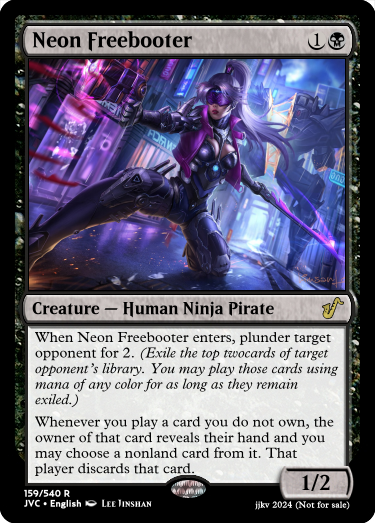 Neon Freebooter 1
Creature — Human Ninja Pirate
When Neon Freebooter enters, plunder target
opponent for 2. (Exile the top twocards of target
opponent's library. You may play those cards using
mana of any color for as long as they remain
exiled.)
Whenever you play a card you do not own, the
owner of that card reveals their hand and you
may choose a nonland card from it. That
player discards that card.
1/2
159/540 R
JVC • English Lee Jinshan
jjkv 2024 (Not for sale)